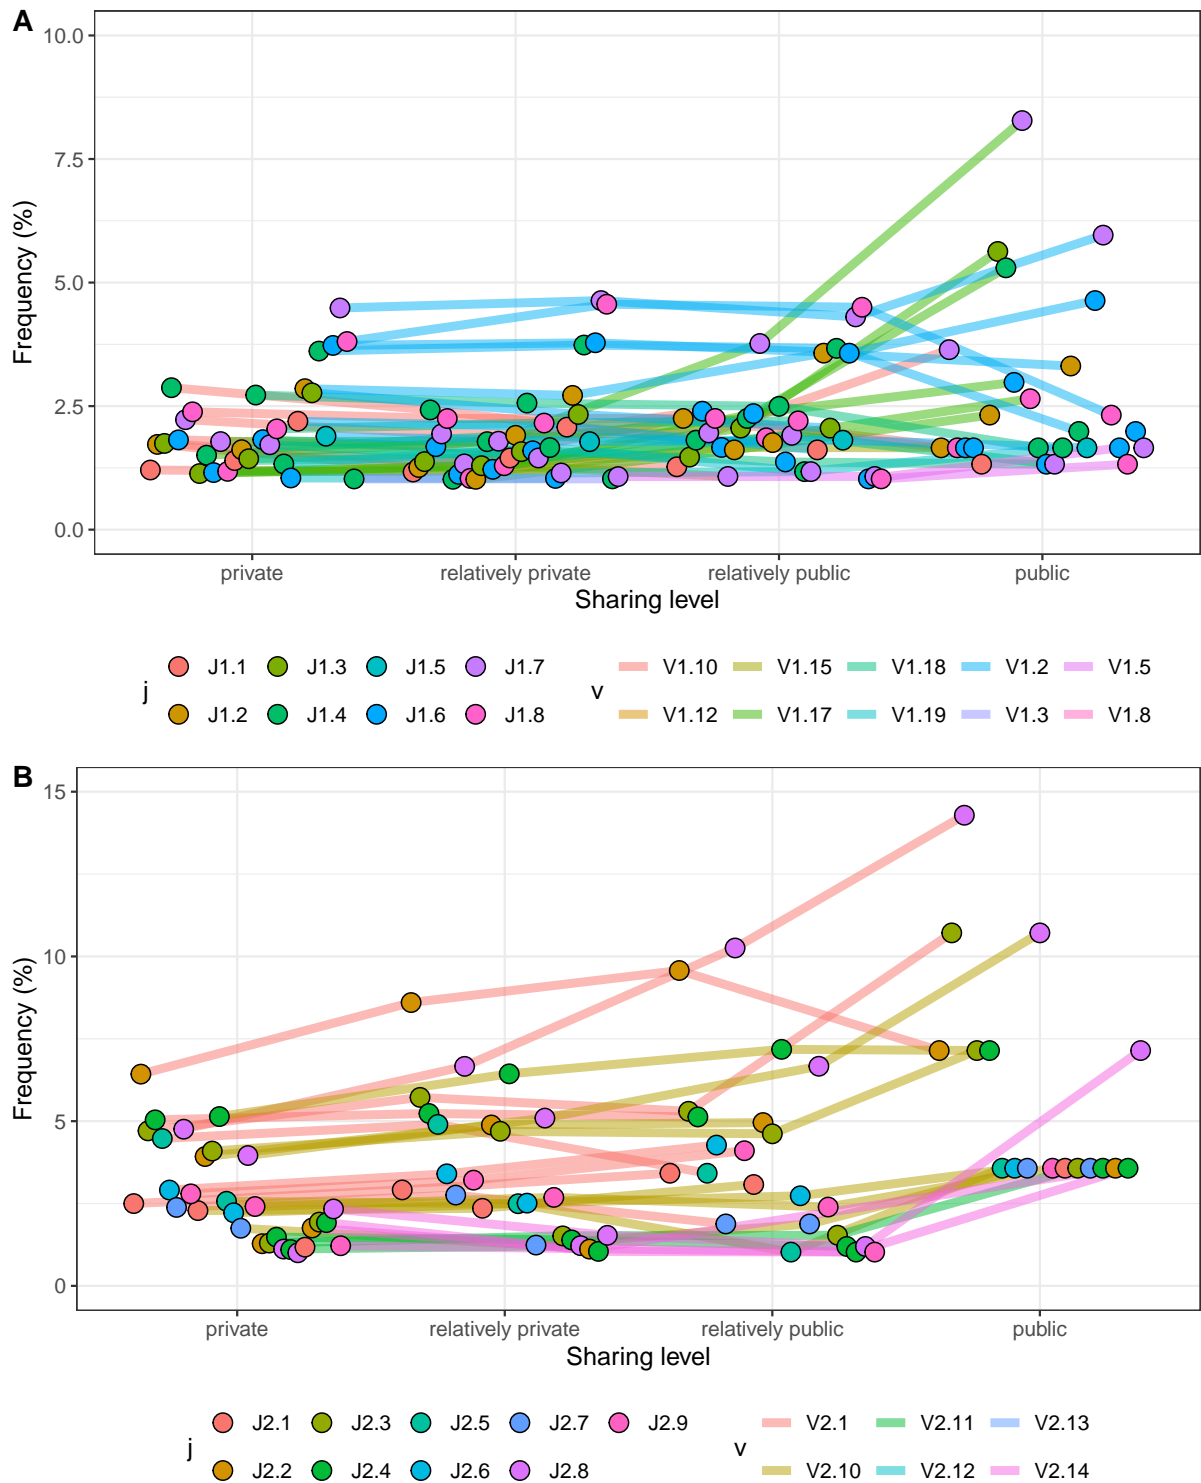 A
10.0
7.5
5.0
2.5
0.0
Frequency (%)
private relatively private relatively public public
Sharing level
j
J1.1 J1.3 J1.5 J1.7
J1.2 J1.4 J1.6 J1.8
v
V1.10 V1.15 V1.18 V1.2 V1.5
V1.12 V1.17 V1.19 V1.3 V1.8
B
15
10
5
0
Frequency (%)
private relatively private relatively public public
Sharing level
j
J2.1 J2.3 J2.5 J2.7 J2.9
J2.2 J2.4 J2.6 J2.8
v
V2.1 V2.11 V2.13
V2.10 V2.12 V2.14